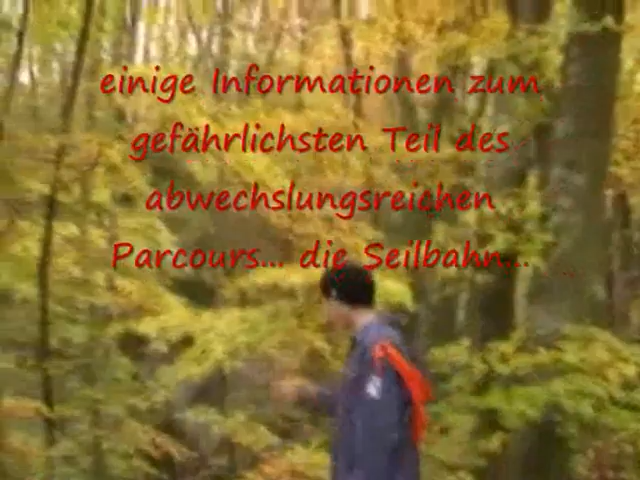 einige Informationen zum
gefährlichsten Teil des
abwechslungsreichen
Parcours... die Seilbahn...